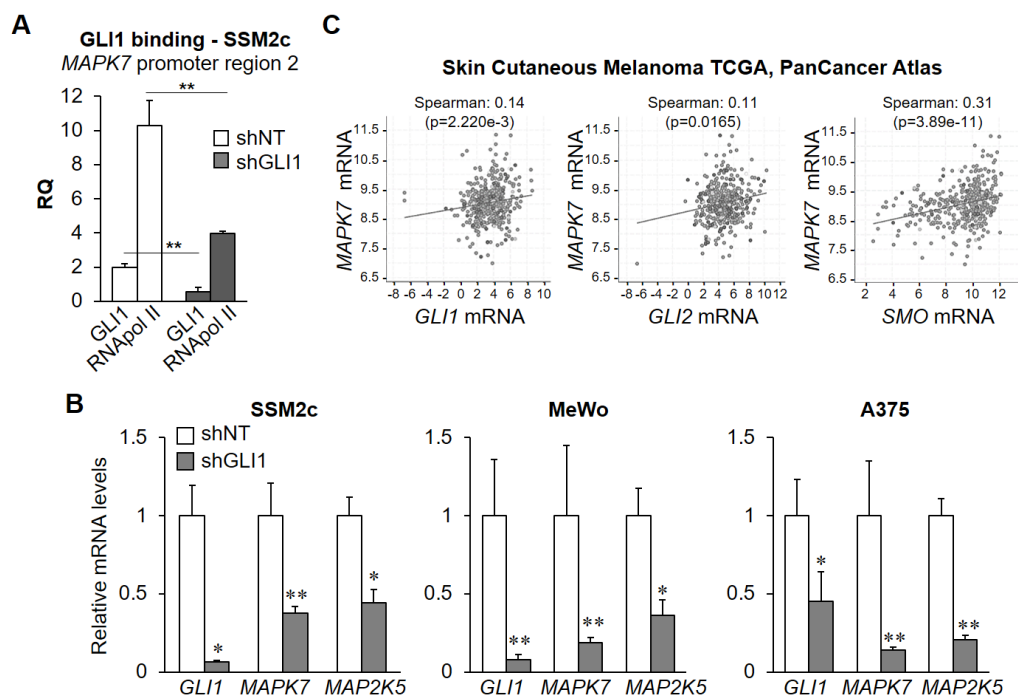 A
GLI1 binding - SSM2c
MAPK7 promoter region 2
RQ
12
10
8
6
4
2
0
**
**
shNT
shGLI1
GLI1
RNApol II
GLI1
RNApol II
C
Skin Cutaneous Melanoma TCGA, PanCancer Atlas
Spearman: 0.14
(p=2.220e-3)
MAPK7 mRNA
11.5
10.5
9.5
8.5
7.5
6.5
-8 -6 -4 -2 0 2 4 6 8 10
GLI1 mRNA
Spearman: 0.11
(p=0.0165)
MAPK7 mRNA
11.5
10.5
9.5
8.5
7.5
6.5
-8 -6 -4 -2 0 2 4 6 8 10 12
GLI2 mRNA
Spearman: 0.31
(p=3.89e-11)
MAPK7 mRNA
11.5
10.5
9.5
8.5
7.5
6.5
2 4 6 8 10 12
SMO mRNA
B
SSM2c
Relative mRNA levels
1.5
1
0.5
0
shNT
shGLI1
* ** *
GLI1 MAPK7 MAP2K5
MeWo
1.5
1
0.5
0
** ** *
GLI1 MAPK7 MAP2K5
A375
1.5
1
0.5
0
* ** **
GLI1 MAPK7 MAP2K5